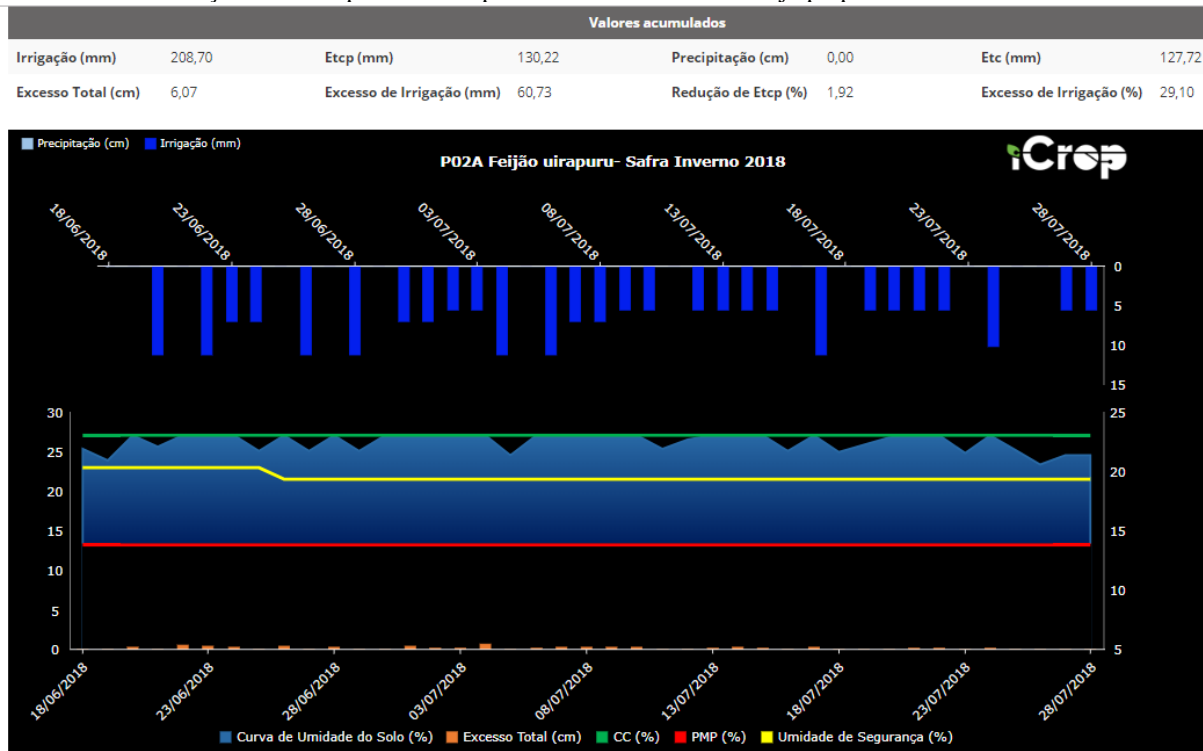 Valores acumulados
Irrigação (mm) 208,70 Etcp (mm) 130,22 Precipitação (cm) 0,00 Etc (mm) 127,72
Excesso Total (cm) 6,07 Excesso de Irrigação (mm) 60,73 Redução de Etcp (%) 1,92 Excesso de Irrigação (%) 29,10
Precipitação (cm) Irrigação (mm)
iCrop
P02A Feijão uirapuru- Safra Inverno 2018
18/06/2018 23/06/2018 28/06/2018 03/07/2018 08/07/2018 13/07/2018 18/07/2018 23/07/2018 28/07/2018
0
5
10
15
30 25
25
20 20
15 15
10 10
5
0 5
18/06/2018 23/06/2018 28/06/2018 03/07/2018 08/07/2018 13/07/2018 18/07/2018 23/07/2018 28/07/2018
Curva de Umidade do Solo (%) Excesso Total (cm) CC (%) PMP (%) Umidade de Segurança (%)